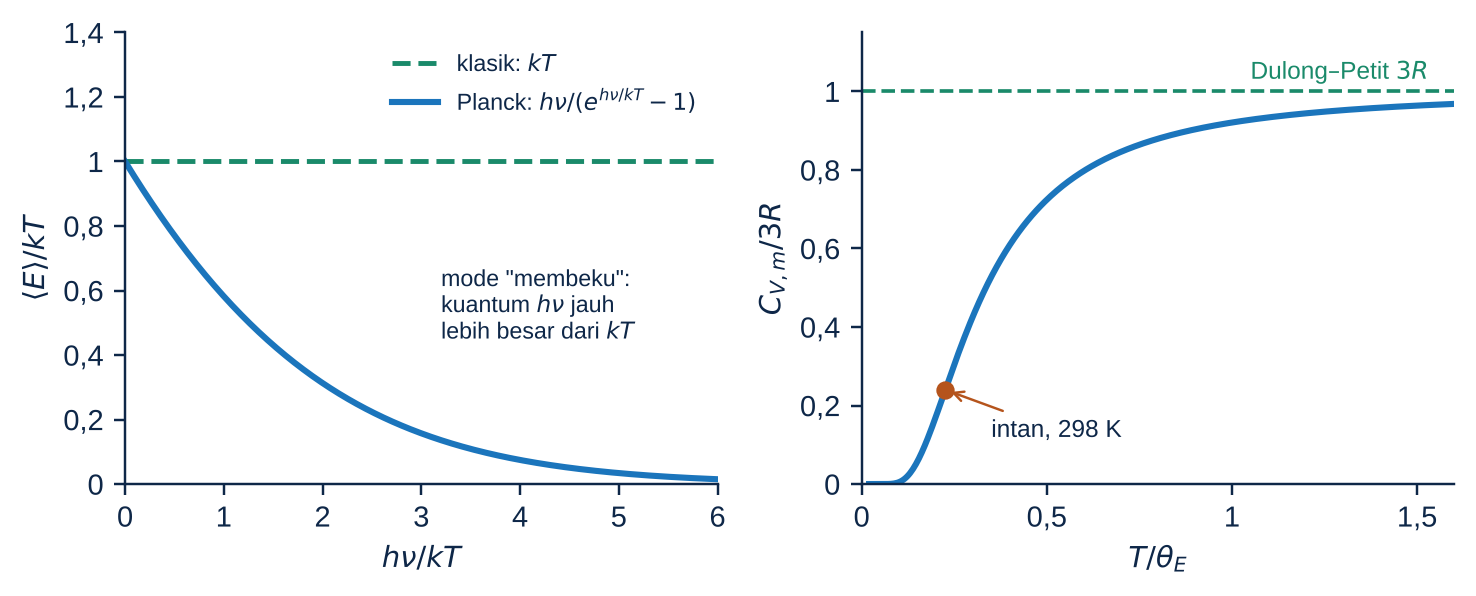 1,4
1,2
1
0,8
0,6
0,4
0,2
0
⟨E⟩/kT
klasik: kT
Planck: hν/(e^{hν/kT} − 1)
mode "membeku":
kuantum hν jauh
lebih besar dari kT
0 1 2 3 4 5 6
hν/kT
1
0,8
0,6
0,4
0,2
0
C_{V, m}/3R
Dulong–Petit 3R
intan, 298 K
0 0,5 1 1,5
T/θ_E